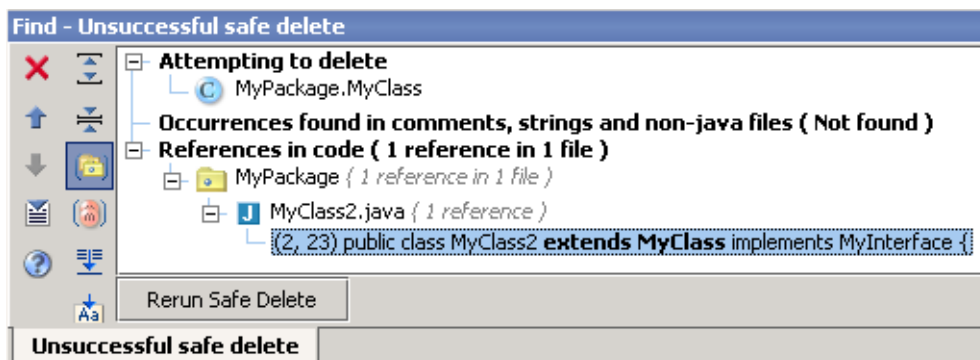 Find - Unsuccessful safe delete
Attempting to delete
C MyPackage.MyClass
Occurrences found in comments, strings and non-java files ( Not found )
References in code ( 1 reference in 1 file )
MyPackage ( 1 reference in 1 file )
J MyClass2.java ( 1 reference )
(2, 23) public class MyClass2 extends MyClass implements MyInterface {
?
Aa
Rerun Safe Delete
Unsuccessful safe delete